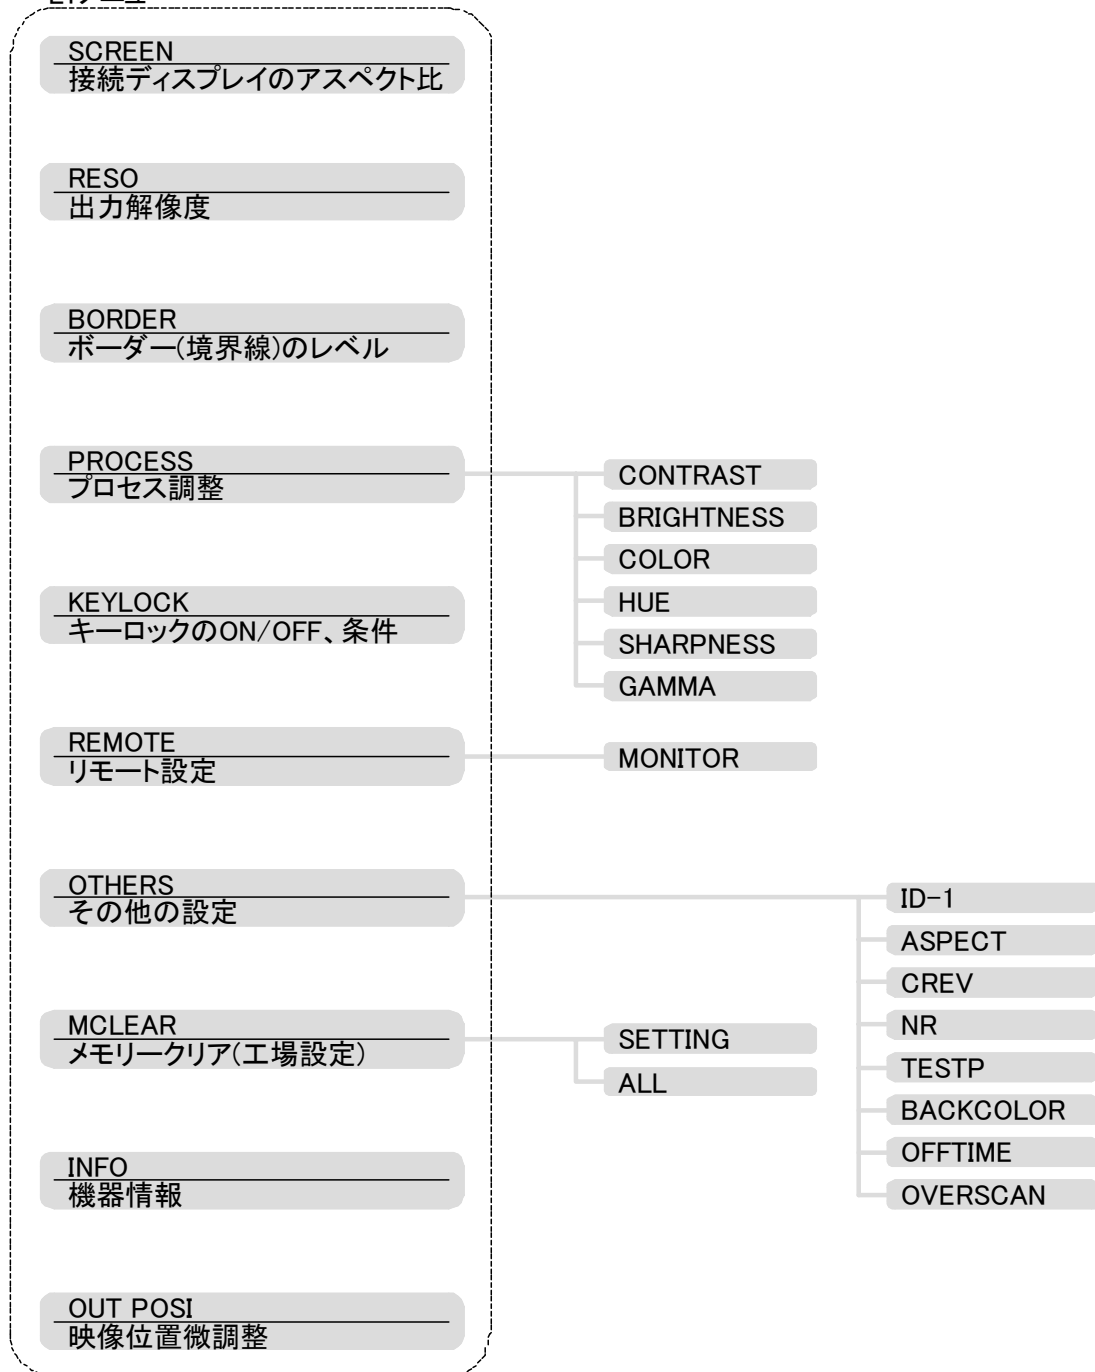 SCREEN
接続ディスプレイのアスペクト比
RESO
出力解像度
BORDER
ボーダー(境界線)のレベル
PROCESS
プロセス調整
CONTRAST
BRIGHTNESS
COLOR
HUE
SHARPNESS
GAMMA
KEYLOCK
キーロックのON/OFF、条件
REMOTE
リモート設定
MONITOR
OTHERS
その他の設定
ID-1
ASPECT
CREV
NR
TESTP
BACKCOLOR
OFFTIME
OVERSCAN
MCLEAR
メモリークリア(工場設定)
SETTING
ALL
INFO
機器情報
OUT POSI
映像位置微調整